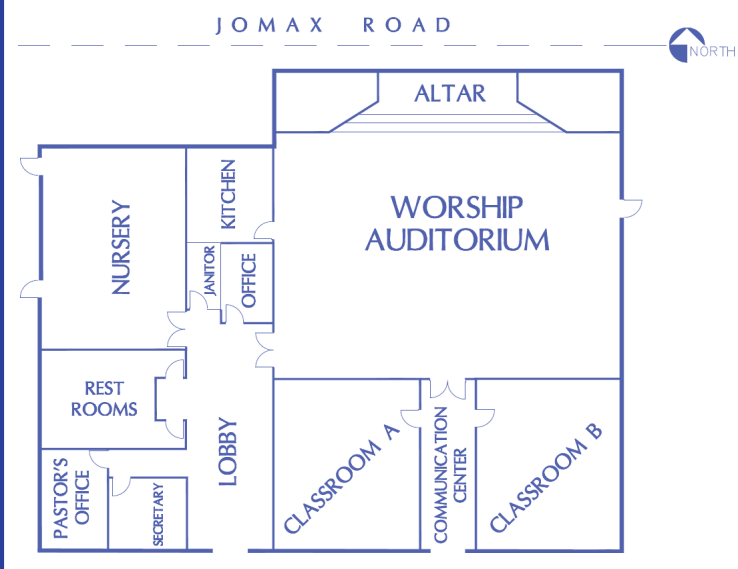 JOMAX ROAD
NORTH
ALTAR
WORSHIP
AUDITORIUM
KITCHEN
NURSERY
JANITOR
OFFICE
REST
ROOMS
LOBBY
PASTOR'S
OFFICE
SECRETARY
CLASSROOM A
COMMUNICATION
CENTER
CLASSROOM B